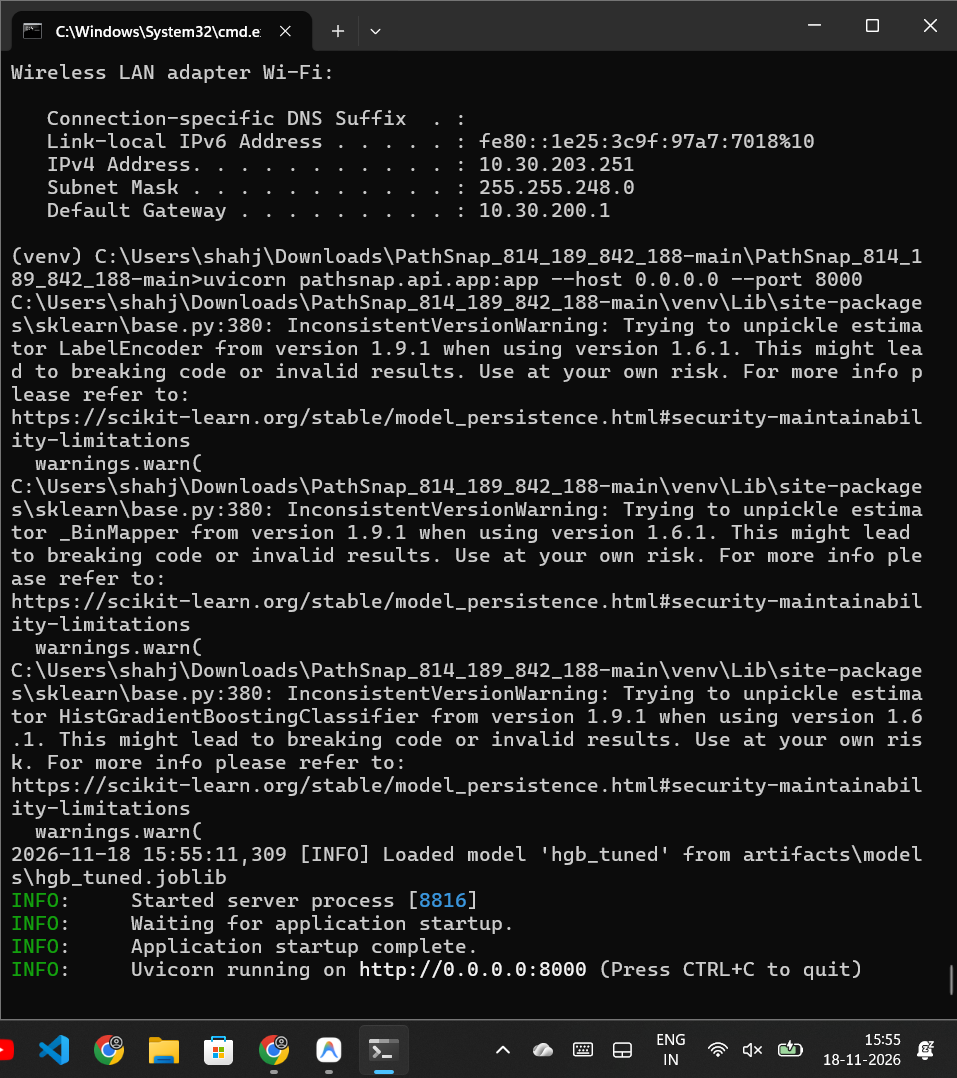 C:\Windows\System32\cmd.e
Wireless LAN adapter Wi-Fi:
   Connection-specific DNS Suffix  . :
   Link-local IPv6 Address . . . . . : fe80::1e25:3c9f:97a7:7018%10
   IPv4 Address. . . . . . . . . . . : 10.30.203.251
   Subnet Mask . . . . . . . . . . . : 255.255.248.0
   Default Gateway . . . . . . . . . : 10.30.200.1
(venv) C:\Users\shahj\Downloads\PathSnap_814_189_842_188-main\PathSnap_814_1
89_842_188-main>uvicorn pathsnap.api.app:app --host 0.0.0.0 --port 8000
C:\Users\shahj\Downloads\PathSnap_814_189_842_188-main\venv\Lib\site-package
s\sklearn\base.py:380: InconsistentVersionWarning: Trying to unpickle estima
tor LabelEncoder from version 1.9.1 when using version 1.6.1. This might lea
d to breaking code or invalid results. Use at your own risk. For more info p
lease refer to:
https://scikit-learn.org/stable/model_persistence.html#security-maintainabil
ity-limitations
  warnings.warn(
C:\Users\shahj\Downloads\PathSnap_814_189_842_188-main\venv\Lib\site-package
s\sklearn\base.py:380: InconsistentVersionWarning: Trying to unpickle estima
tor _BinMapper from version 1.9.1 when using version 1.6.1. This might lead
to breaking code or invalid results. Use at your own risk. For more info ple
ase refer to:
https://scikit-learn.org/stable/model_persistence.html#security-maintainabil
ity-limitations
  warnings.warn(
C:\Users\shahj\Downloads\PathSnap_814_189_842_188-main\venv\Lib\site-package
s\sklearn\base.py:380: InconsistentVersionWarning: Trying to unpickle estima
tor HistGradientBoostingClassifier from version 1.9.1 when using version 1.6
.1. This might lead to breaking code or invalid results. Use at your own ris
k. For more info please refer to:
https://scikit-learn.org/stable/model_persistence.html#security-maintainabil
ity-limitations
  warnings.warn(
2026-11-18 15:55:11,309 [INFO] Loaded model 'hgb_tuned' from artifacts\model
s\hgb_tuned.joblib
INFO:     Started server process [8816]
INFO:     Waiting for application startup.
INFO:     Application startup complete.
INFO:     Uvicorn running on http://0.0.0.0:8000 (Press CTRL+C to quit)
ENG
IN
15:55
18-11-2026